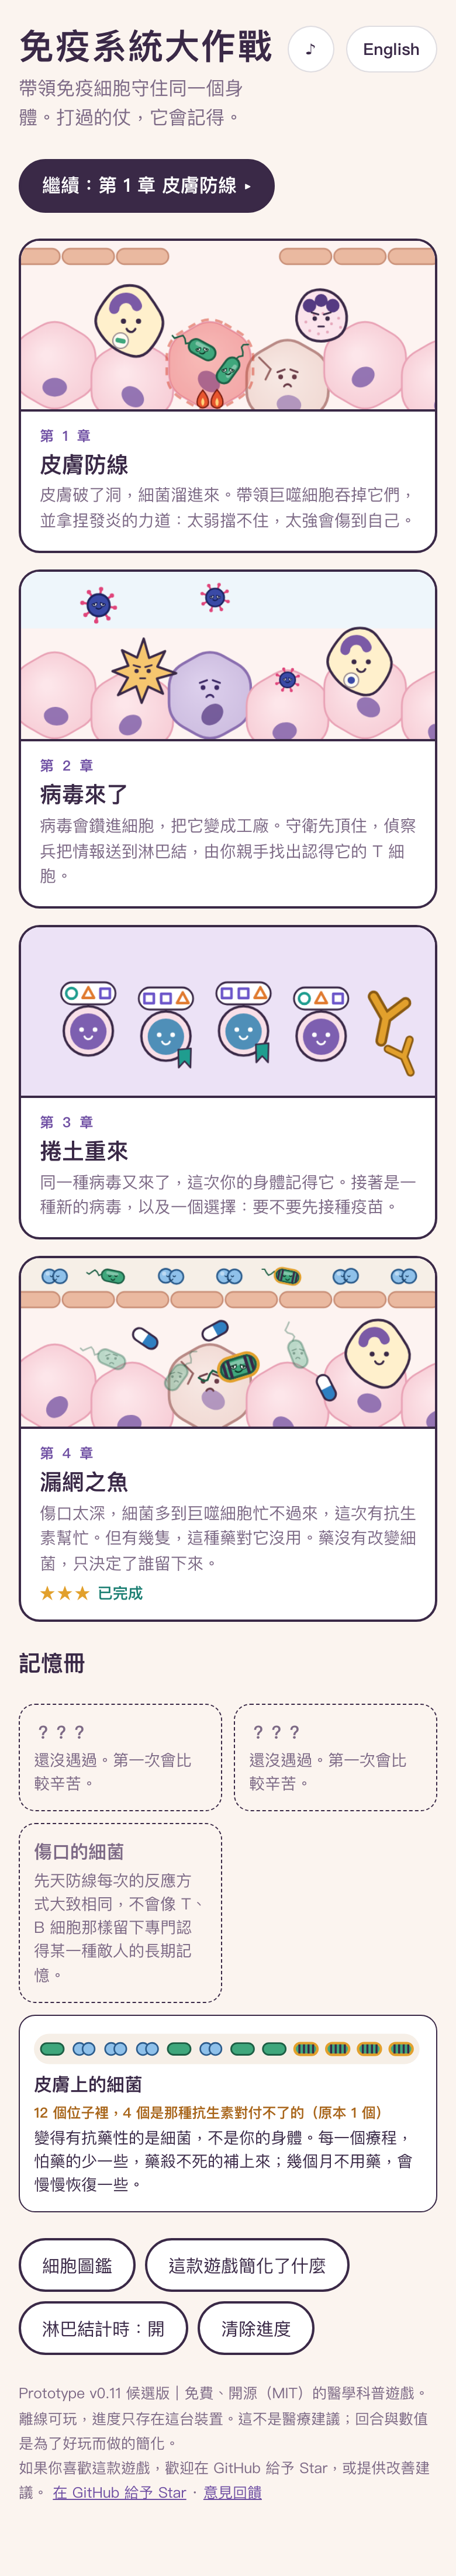 免疫系統大作戰
♪
English
帶領免疫細胞守住同一個身
體。打過的仗，它會記得。
繼續：第 1 章 皮膚防線 ▸
第 1 章
皮膚防線
皮膚破了洞，細菌溜進來。帶領巨噬細胞吞掉它們，
並拿捏發炎的力道：太弱擋不住，太強會傷到自己。
第 2 章
病毒來了
病毒會鑽進細胞，把它變成工廠。守衛先頂住，偵察
兵把情報送到淋巴結，由你親手找出認得它的 T 細
胞。
第 3 章
捲土重來
同一種病毒又來了，這次你的身體記得它。接著是一
種新的病毒，以及一個選擇：要不要先接種疫苗。
第 4 章
漏網之魚
傷口太深，細菌多到巨噬細胞忙不過來，這次有抗生
素幫忙。但有幾隻，這種藥對它沒用。藥沒有改變細
菌，只決定了誰留下來。
★★★ 已完成
記憶冊
？？？
還沒遇過。第一次會比
較辛苦。
？？？
還沒遇過。第一次會比
較辛苦。
傷口的細菌
先天防線每次的反應方
式大致相同，不會像 T、
B 細胞那樣留下專門認
得某一種敵人的長期記
憶。
皮膚上的細菌
12 個位子裡，4 個是那種抗生素對付不了的（原本 1 個）
變得有抗藥性的是細菌，不是你的身體。每一個療程，
怕藥的少一些，藥殺不死的補上來；幾個月不用藥，會
慢慢恢復一些。
細胞圖鑑
這款遊戲簡化了什麼
淋巴結計時：開
清除進度
Prototype v0.11 候選版｜免費、開源（MIT）的醫學科普遊戲。
離線可玩，進度只存在這台裝置。這不是醫療建議；回合與數值
是為了好玩而做的簡化。
如果你喜歡這款遊戲，歡迎在 GitHub 給予 Star，或提供改善建
議。 在 GitHub 給予 Star · 意見回饋